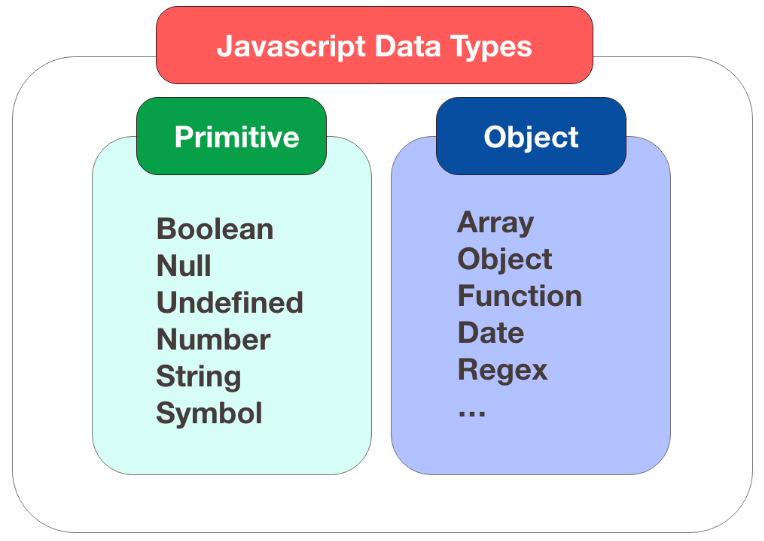 Javascript Data Types
Primitive
Boolean
Null
Undefined
Number
String
Symbol
Object
Array
Object
Function
Date
Regex
...